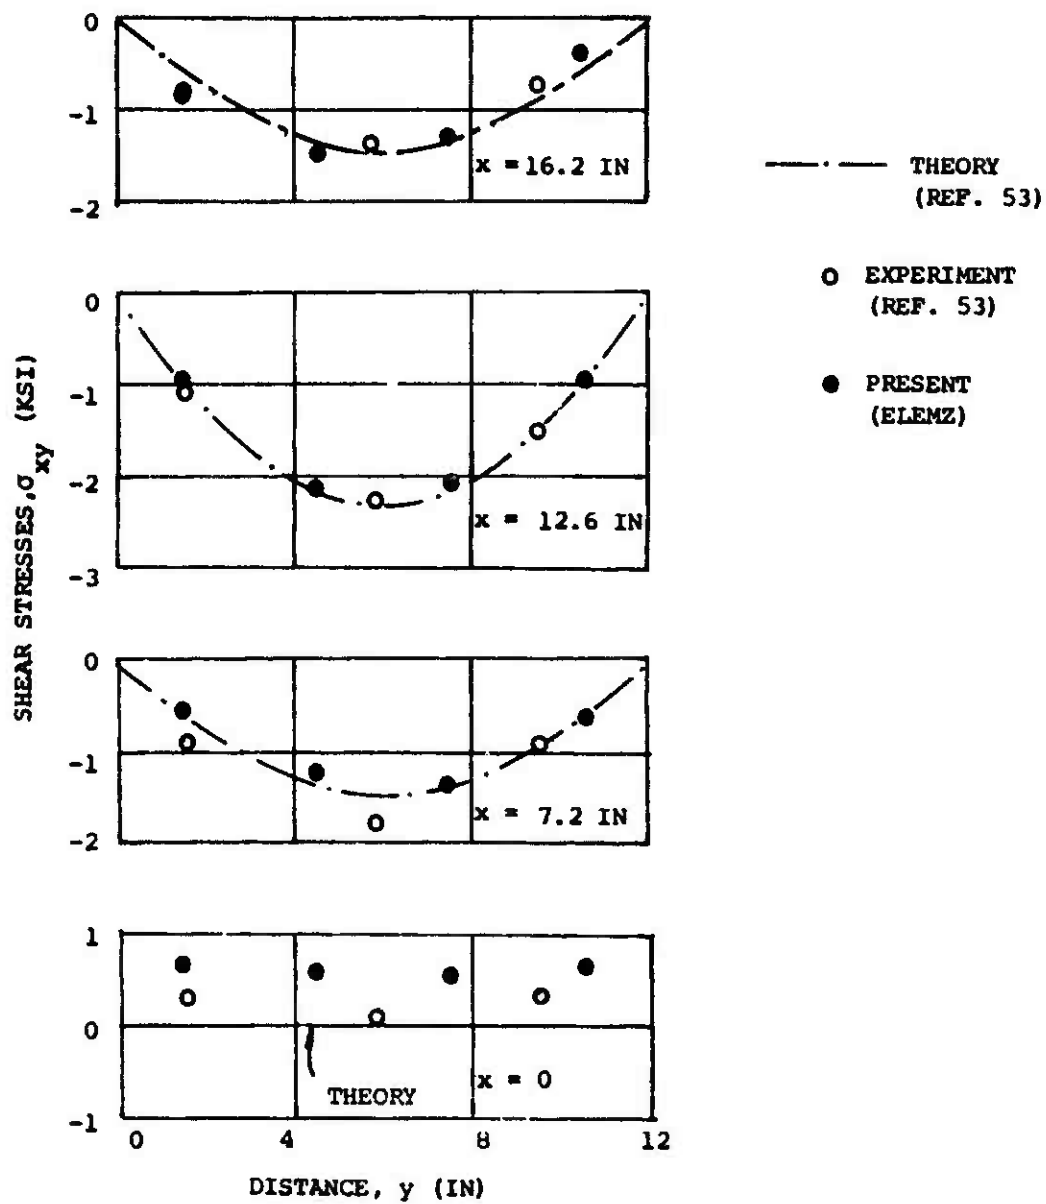 0
-1
-2
x = 16.2 IN
THEORY
(REF. 53)
EXPERIMENT
(REF. 53)
PRESENT
(ELEMZ)
0
-1
-2
-3
x = 12.6 IN
SHEAR STRESSES, σxy (KSI)
0
-1
-2
x = 7.2 IN
1
0
-1
THEORY
x = 0
0 4 8 12
DISTANCE, y (IN)